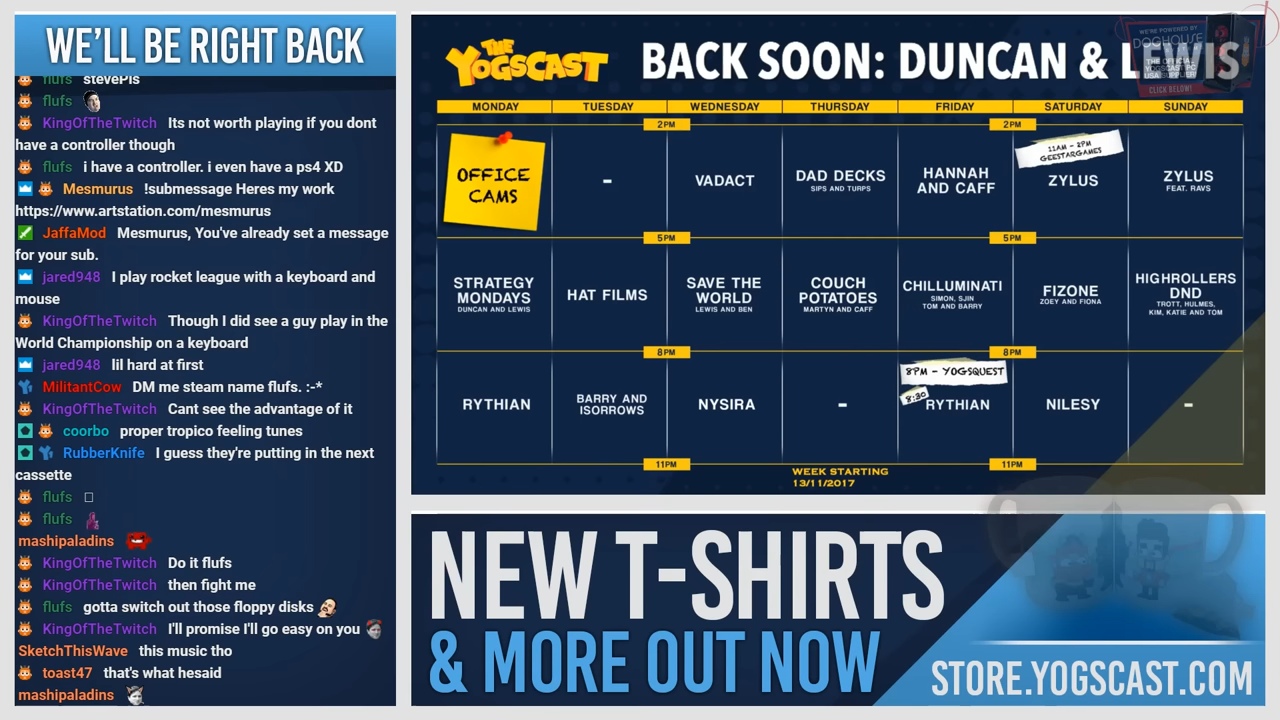 WE'LL BE RIGHT BACK
flufs stevePls
flufs
KingOfTheTwitch Its not worth playing if you dont
have a controller though
flufs i have a controller. i even have a ps4 XD
Mesmurus !submessage Heres my work
https://www.artstation.com/mesmurus
JaffaMod Mesmurus, You've already set a message
for your sub.
jared948 I play rocket league with a keyboard and
mouse
KingOfTheTwitch Though I did see a guy play in the
World Championship on a keyboard
jared948 lil hard at first
MilitantCow DM me steam name flufs. :-*
KingOfTheTwitch Cant see the advantage of it
coorbo proper tropico feeling tunes
RubberKnife I guess they're putting in the next
cassette
flufs
flufs
mashipaladins
KingOfTheTwitch Do it flufs
KingOfTheTwitch then fight me
flufs gotta switch out those floppy disks
KingOfTheTwitch I'll promise I'll go easy on you
SketchThisWave this music tho
toast47 that's what hesaid
mashipaladins
THE YOGSCAST
BACK SOON: DUNCAN & LEWIS
WE'RE POWERED BY
DOGHOUSE
THE OFFICIAL
YOGSCAST PC
CLICK BELOW!
MONDAY TUESDAY WEDNESDAY THURSDAY FRIDAY SATURDAY SUNDAY
2PM 2PM
OFFICE
CAMS
-
VADACT
DAD DECKS
SIPS AND TURPS
HANNAH
AND CAFF
11AM - 2PM
GEESTARGAMES
ZYLUS
ZYLUS
FEAT. RAVS
5PM 5PM
STRATEGY
MONDAYS
DUNCAN AND LEWIS
HAT FILMS
SAVE THE
WORLD
LEWIS AND BEN
COUCH
POTATOES
MARTYN AND CAFF
CHILLUMINATI
SIMON, SJIN
TOM AND BARRY
FIZONE
ZOEY AND FIONA
HIGHROLLERS
DND
TROTT, HULMES,
KIM, KATIE AND TOM
8PM 8PM
RYTHIAN
BARRY AND
ISORROWS
NYSIRA
-
8PM - YOGSQUEST
8:30
RYTHIAN
NILESY
-
11PM 11PM
WEEK STARTING
13/11/2017
NEW T-SHIRTS
& MORE OUT NOW
STORE.YOGSCAST.COM